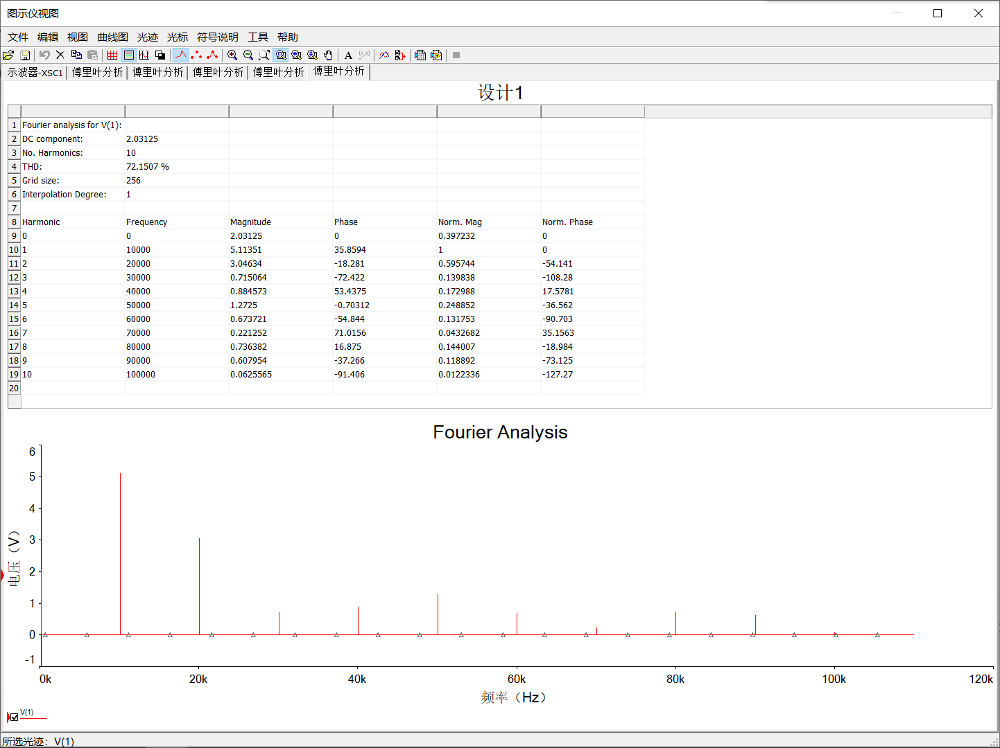 图示仪视图
文件 编辑 视图 曲线图 光迹 光标 符号说明 工具 帮助
示波器-XSC1 傅里叶分析 傅里叶分析 傅里叶分析 傅里叶分析 傅里叶分析
设计1
1 Fourier analysis for V(1):
2 DC component: 2.03125
3 No. Harmonics: 10
4 THD: 72.1507 %
5 Grid size: 256
6 Interpolation Degree: 1
7
8 Harmonic Frequency Magnitude Phase Norm. Mag Norm. Phase
9 0 0 2.03125 0 0.397232 0
10 1 10000 5.11351 35.8594 1 0
11 2 20000 3.04634 -18.281 0.595744 -54.141
12 3 30000 0.715064 -72.422 0.139838 -108.28
13 4 40000 0.884573 53.4375 0.172988 17.5781
14 5 50000 1.2725 -0.70312 0.248852 -36.562
15 6 60000 0.673721 -54.844 0.131753 -90.703
16 7 70000 0.221252 71.0156 0.0432682 35.1563
17 8 80000 0.736382 16.875 0.144007 -18.984
18 9 90000 0.607954 -37.266 0.118892 -73.125
19 10 100000 0.0625565 -91.406 0.0122336 -127.27
20
Fourier Analysis
电压（V）
6
5
4
3
2
1
0
-1
0k 20k 40k 60k 80k 100k 120k
频率（Hz）
V(1)
所选光迹：V(1)